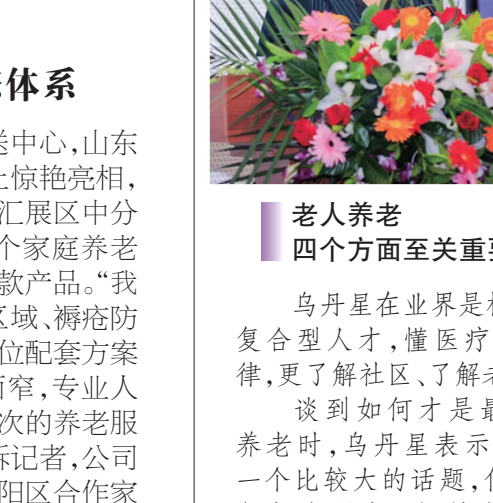 体系
送中心,山东
上惊艳亮相,
汇展区中分
个家庭养老
款产品。“我
区域、褥疮防
位配套方案
面窄,专业人
次的养老服
诉记者,公司
阳区合作家
老人养老
四个方面至关重要
乌丹星在业界是
复合型人才,懂医疗
律,更了解社区、了解老
谈到如何才是最
养老时,乌丹星表示
一个比较大的话题,